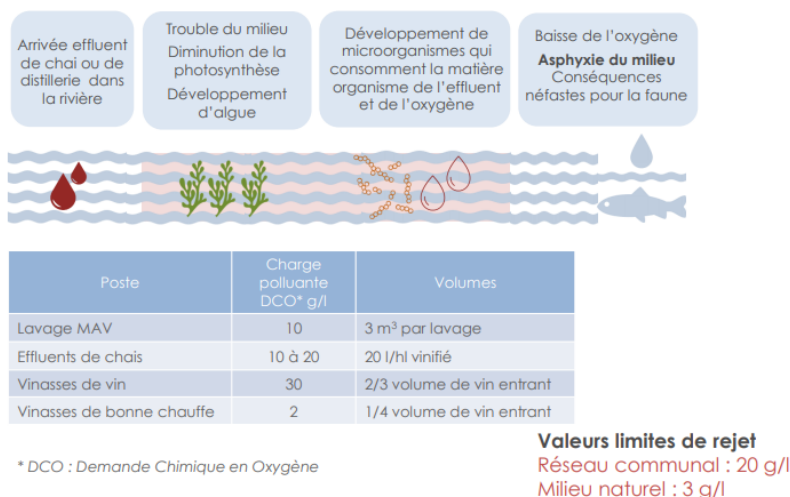 Arrivée effluent
de chai ou de
distillerie dans
la rivière
Trouble du milieu
Diminution de la
photosynthèse
Développement
d'algue
Développement de
microorganismes qui
consomment la matière
organisme de l'effluent
et de l'oxygène
Baisse de l'oxygène
Asphyxie du milieu
Conséquences
néfastes pour la faune
Poste
Charge
polluante
DCO* g/l
Volumes
Lavage MAV 10 3 m³ par lavage
Effluents de chais 10 à 20 20 l/hl vinifié
Vinasses de vin 30 2/3 volume de vin entrant
Vinasses de bonne chauffe 2 1/4 volume de vin entrant
* DCO : Demande Chimique en Oxygène
Valeurs limites de rejet
Réseau communal : 20 g/l
Milieu naturel : 3 g/l